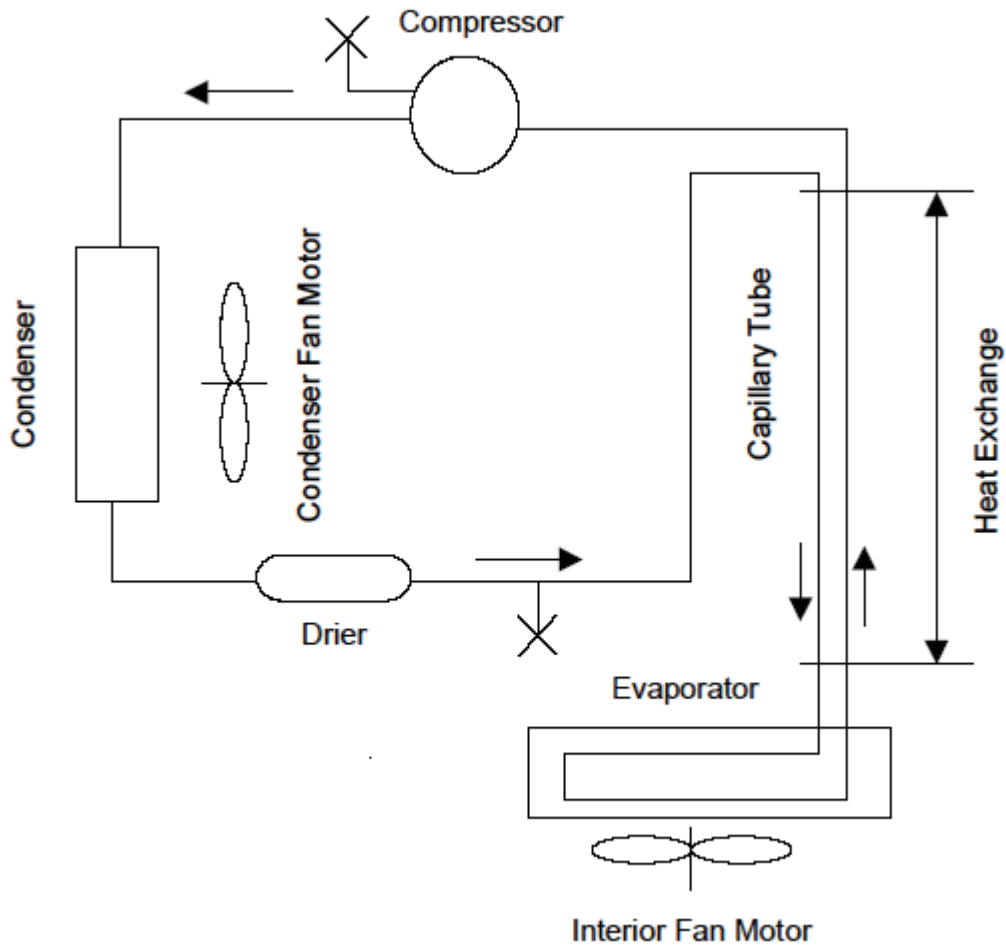 Compressor
Condenser
Condenser Fan Motor
Capillary Tube
Heat Exchange
Drier
Evaporator
Interior Fan Motor